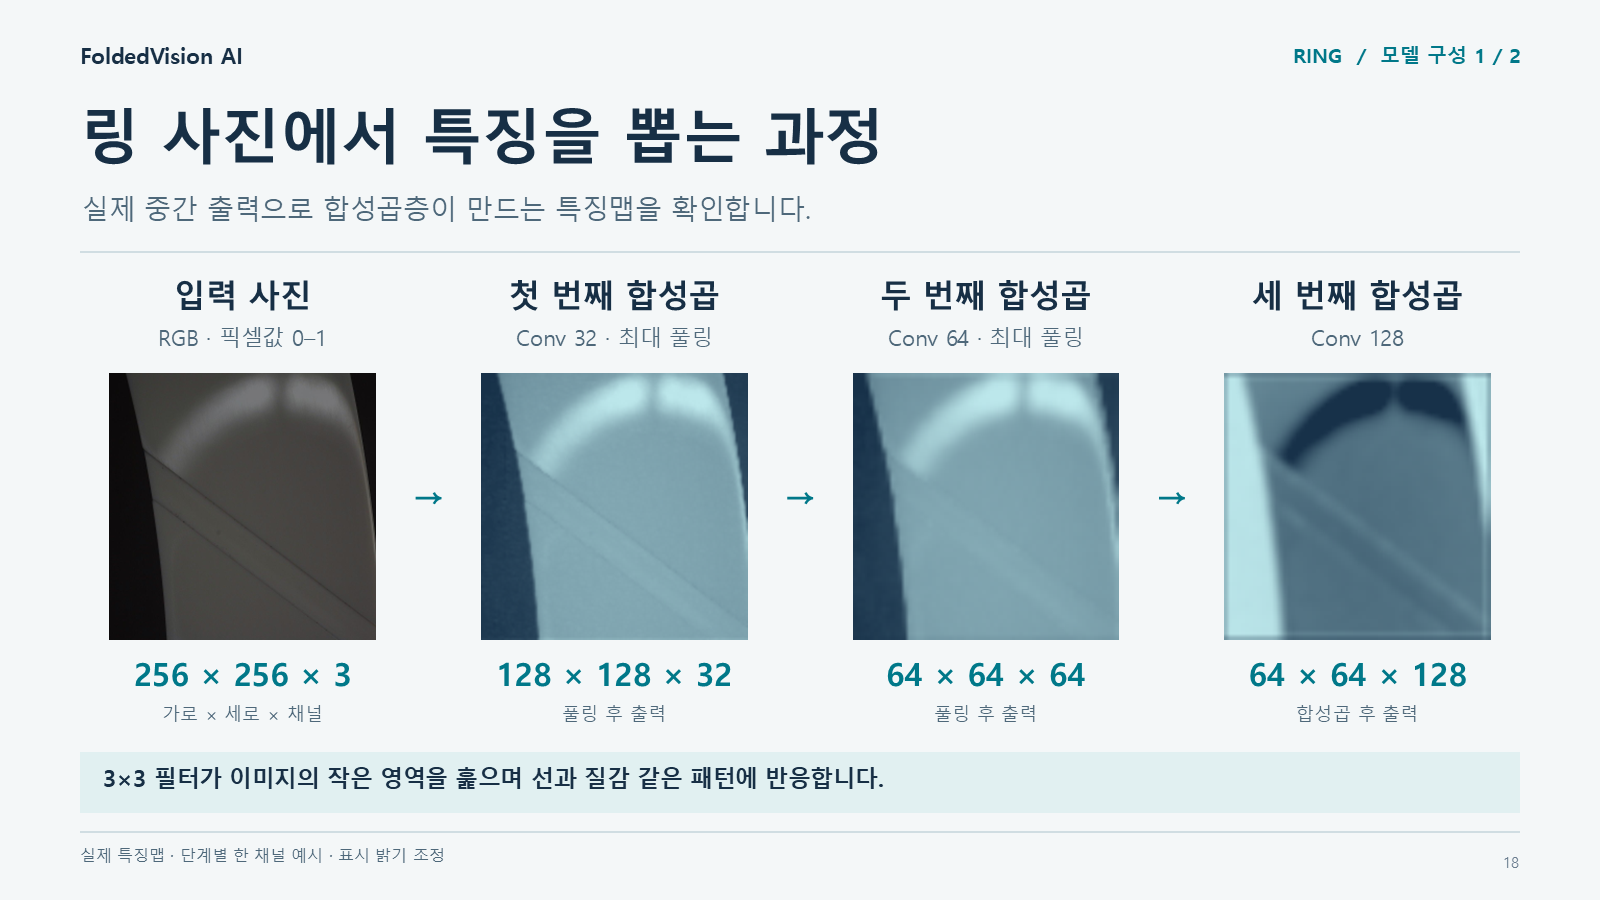 FoldedVision AI
RING / 모델 구성 1 / 2
링 사진에서 특징을 뽑는 과정
실제 중간 출력으로 합성곱층이 만드는 특징맵을 확인합니다.
입력 사진
RGB · 픽셀값 0–1
첫 번째 합성곱
Conv 32 · 최대 풀링
두 번째 합성곱
Conv 64 · 최대 풀링
세 번째 합성곱
Conv 128
→
→
→
256 × 256 × 3
가로 × 세로 × 채널
128 × 128 × 32
풀링 후 출력
64 × 64 × 64
풀링 후 출력
64 × 64 × 128
합성곱 후 출력
3×3 필터가 이미지의 작은 영역을 훑으며 선과 질감 같은 패턴에 반응합니다.
실제 특징맵 · 단계별 한 채널 예시 · 표시 밝기 조정
18